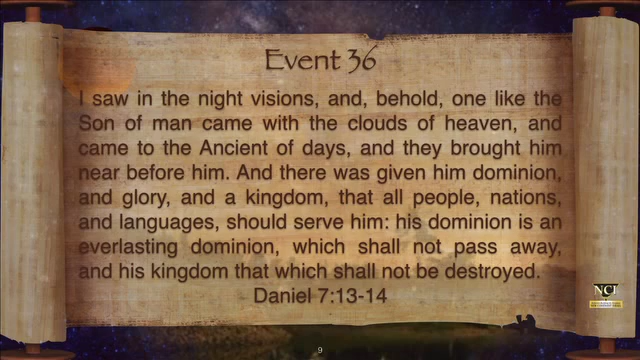 Event 36
I saw in the night visions, and, behold, one like the
Son of man came with the clouds of heaven, and
came to the Ancient of days, and they brought him
near before him. And there was given him dominion,
and glory, and a kingdom, that all people, nations,
and languages, should serve him: his dominion is an
everlasting dominion, which shall not pass away,
and his kingdom that which shall not be destroyed.
Daniel 7:13-14
NCI
9